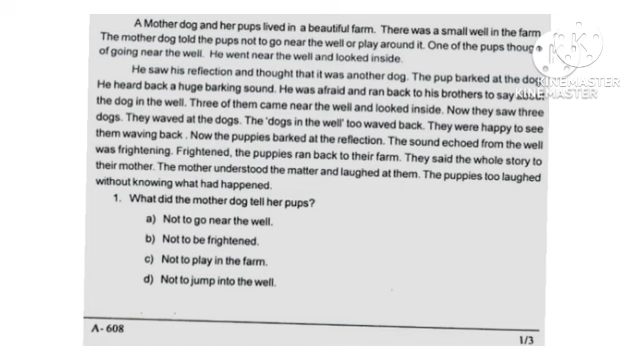 A Mother dog and her pups lived in a beautiful farm. There was a small well in the farm
The mother dog told the pups not to go near the well or play around it. One of the pups though
of going near the well. He went near the well and looked inside.
He saw his reflection and thought that it was another dog. The pup barked at the dog
He heard back a huge barking sound. He was afraid and ran back to his brothers to say about
the dog in the well. Three of them came near the well and looked inside. Now they saw three
dogs. They waved at the dogs. The 'dogs in the well' too waved back. They were happy to see
them waving back. Now the puppies barked at the reflection. The sound echoed from the well
was frightening. Frightened, the puppies ran back to their farm. They said the whole story to
their mother. The mother understood the matter and laughed at them. The puppies too laughed
without knowing what had happened.
1. What did the mother dog tell her pups?
a) Not to go near the well.
b) Not to be frightened.
c) Not to play in the farm.
d) Not to jump into the well.
A- 608
1/3
KINEMASTER
KINEMASTER